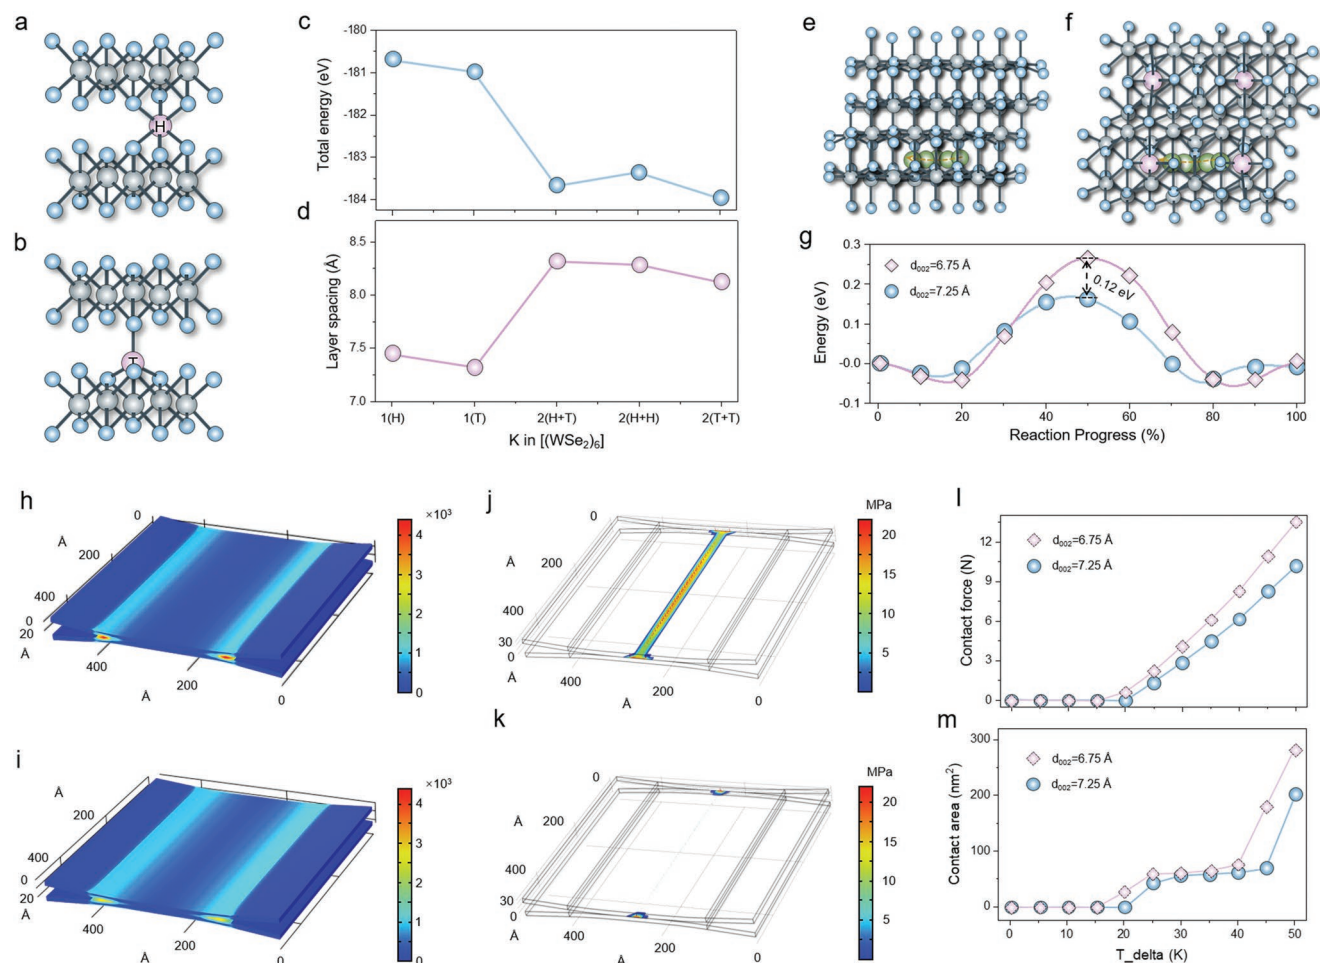 a
H
b
T
c
-180
-181
-182
-183
-184
Total energy (eV)
d
8.5
8.0
7.5
7.0
Layer spacing (Å)
1(H) 1(T) 2(H+T) 2(H+H) 2(T+T)
K in [(WSe₂)₆]
e
f
g
0.3
0.2
0.1
-0.0
-0.1
Energy (eV)
d₀₀₂=6.75 Å
d₀₀₂=7.25 Å
0.12 eV
0 20 40 60 80 100
Reaction Progress (%)
h
×10³
4
3
2
1
0
0
Å
200
400
0
20
Å
400
200
0
Å
i
×10³
4
3
2
1
0
0
Å
200
400
0
20
Å
400
200
0
Å
j
MPa
20
15
10
5
0
Å
200
400
30
0
Å
400
200
0
Å
k
MPa
20
15
10
5
0
Å
200
400
30
0
Å
400
200
0
Å
l
12
9
6
3
0
Contact force (N)
d₀₀₂=6.75 Å
d₀₀₂=7.25 Å
m
300
200
100
0
Contact area (nm²)
d₀₀₂=6.75 Å
d₀₀₂=7.25 Å
0 10 20 30 40 50
T_delta (K)